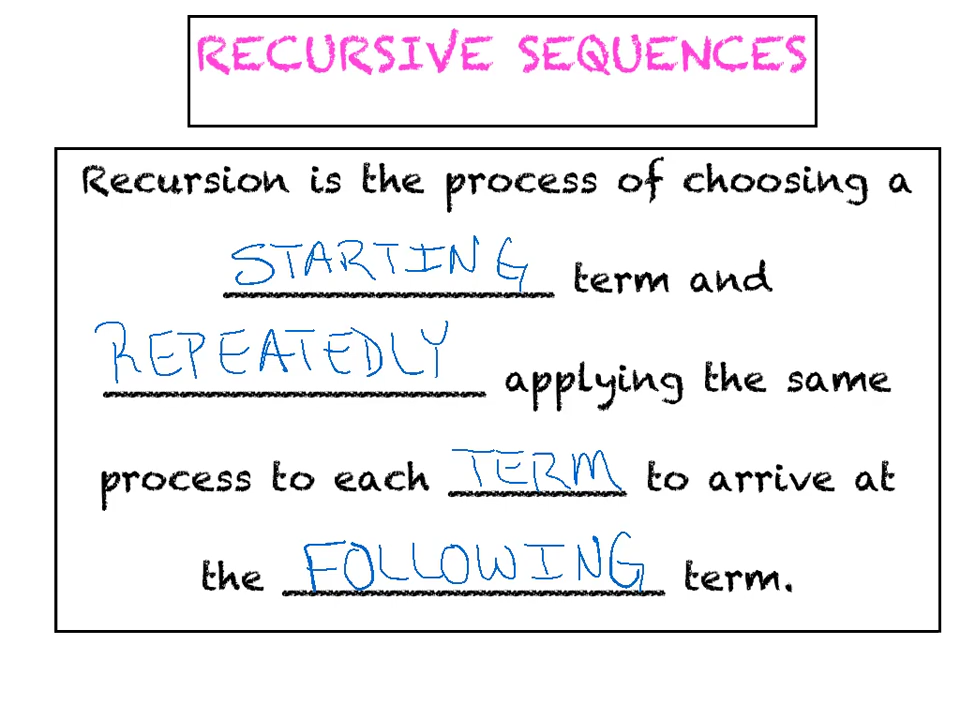 RECURSIVE SEQUENCES
Recursion is the process of choosing a
STARTING term and
REPEATEDLY applying the same
process to each TERM to arrive at
the FOLLOWING term.